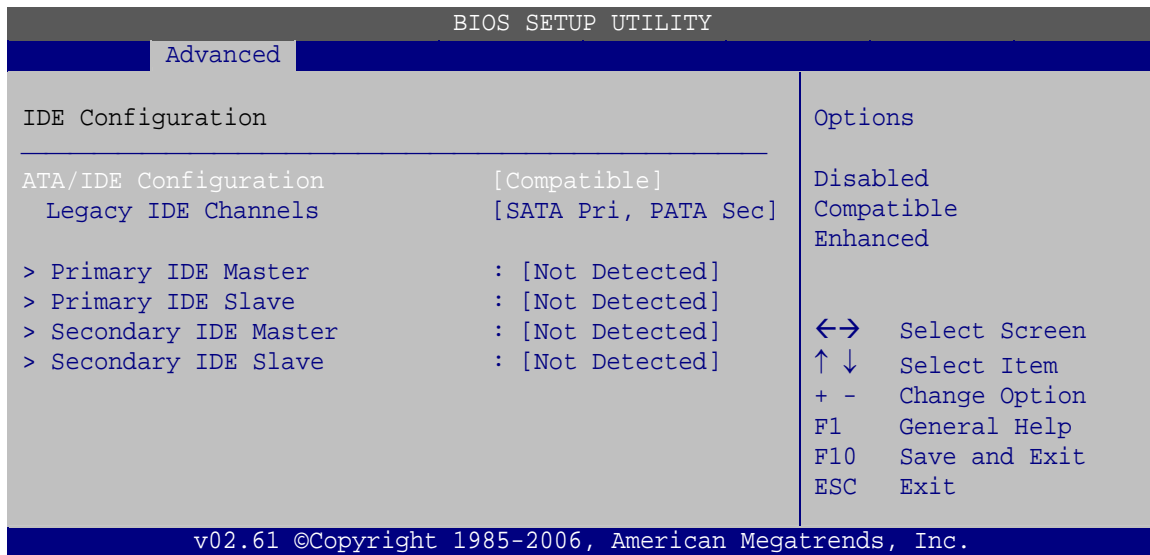 BIOS SETUP UTILITY
Advanced
IDE Configuration
ATA/IDE Configuration [Compatible]
Legacy IDE Channels [SATA Pri, PATA Sec]
> Primary IDE Master : [Not Detected]
> Primary IDE Slave : [Not Detected]
> Secondary IDE Master : [Not Detected]
> Secondary IDE Slave : [Not Detected]
Options
Disabled
Compatible
Enhanced
←→ Select Screen
↑ ↓ Select Item
+ - Change Option
F1 General Help
F10 Save and Exit
ESC Exit
v02.61 ©Copyright 1985-2006, American Megatrends, Inc.